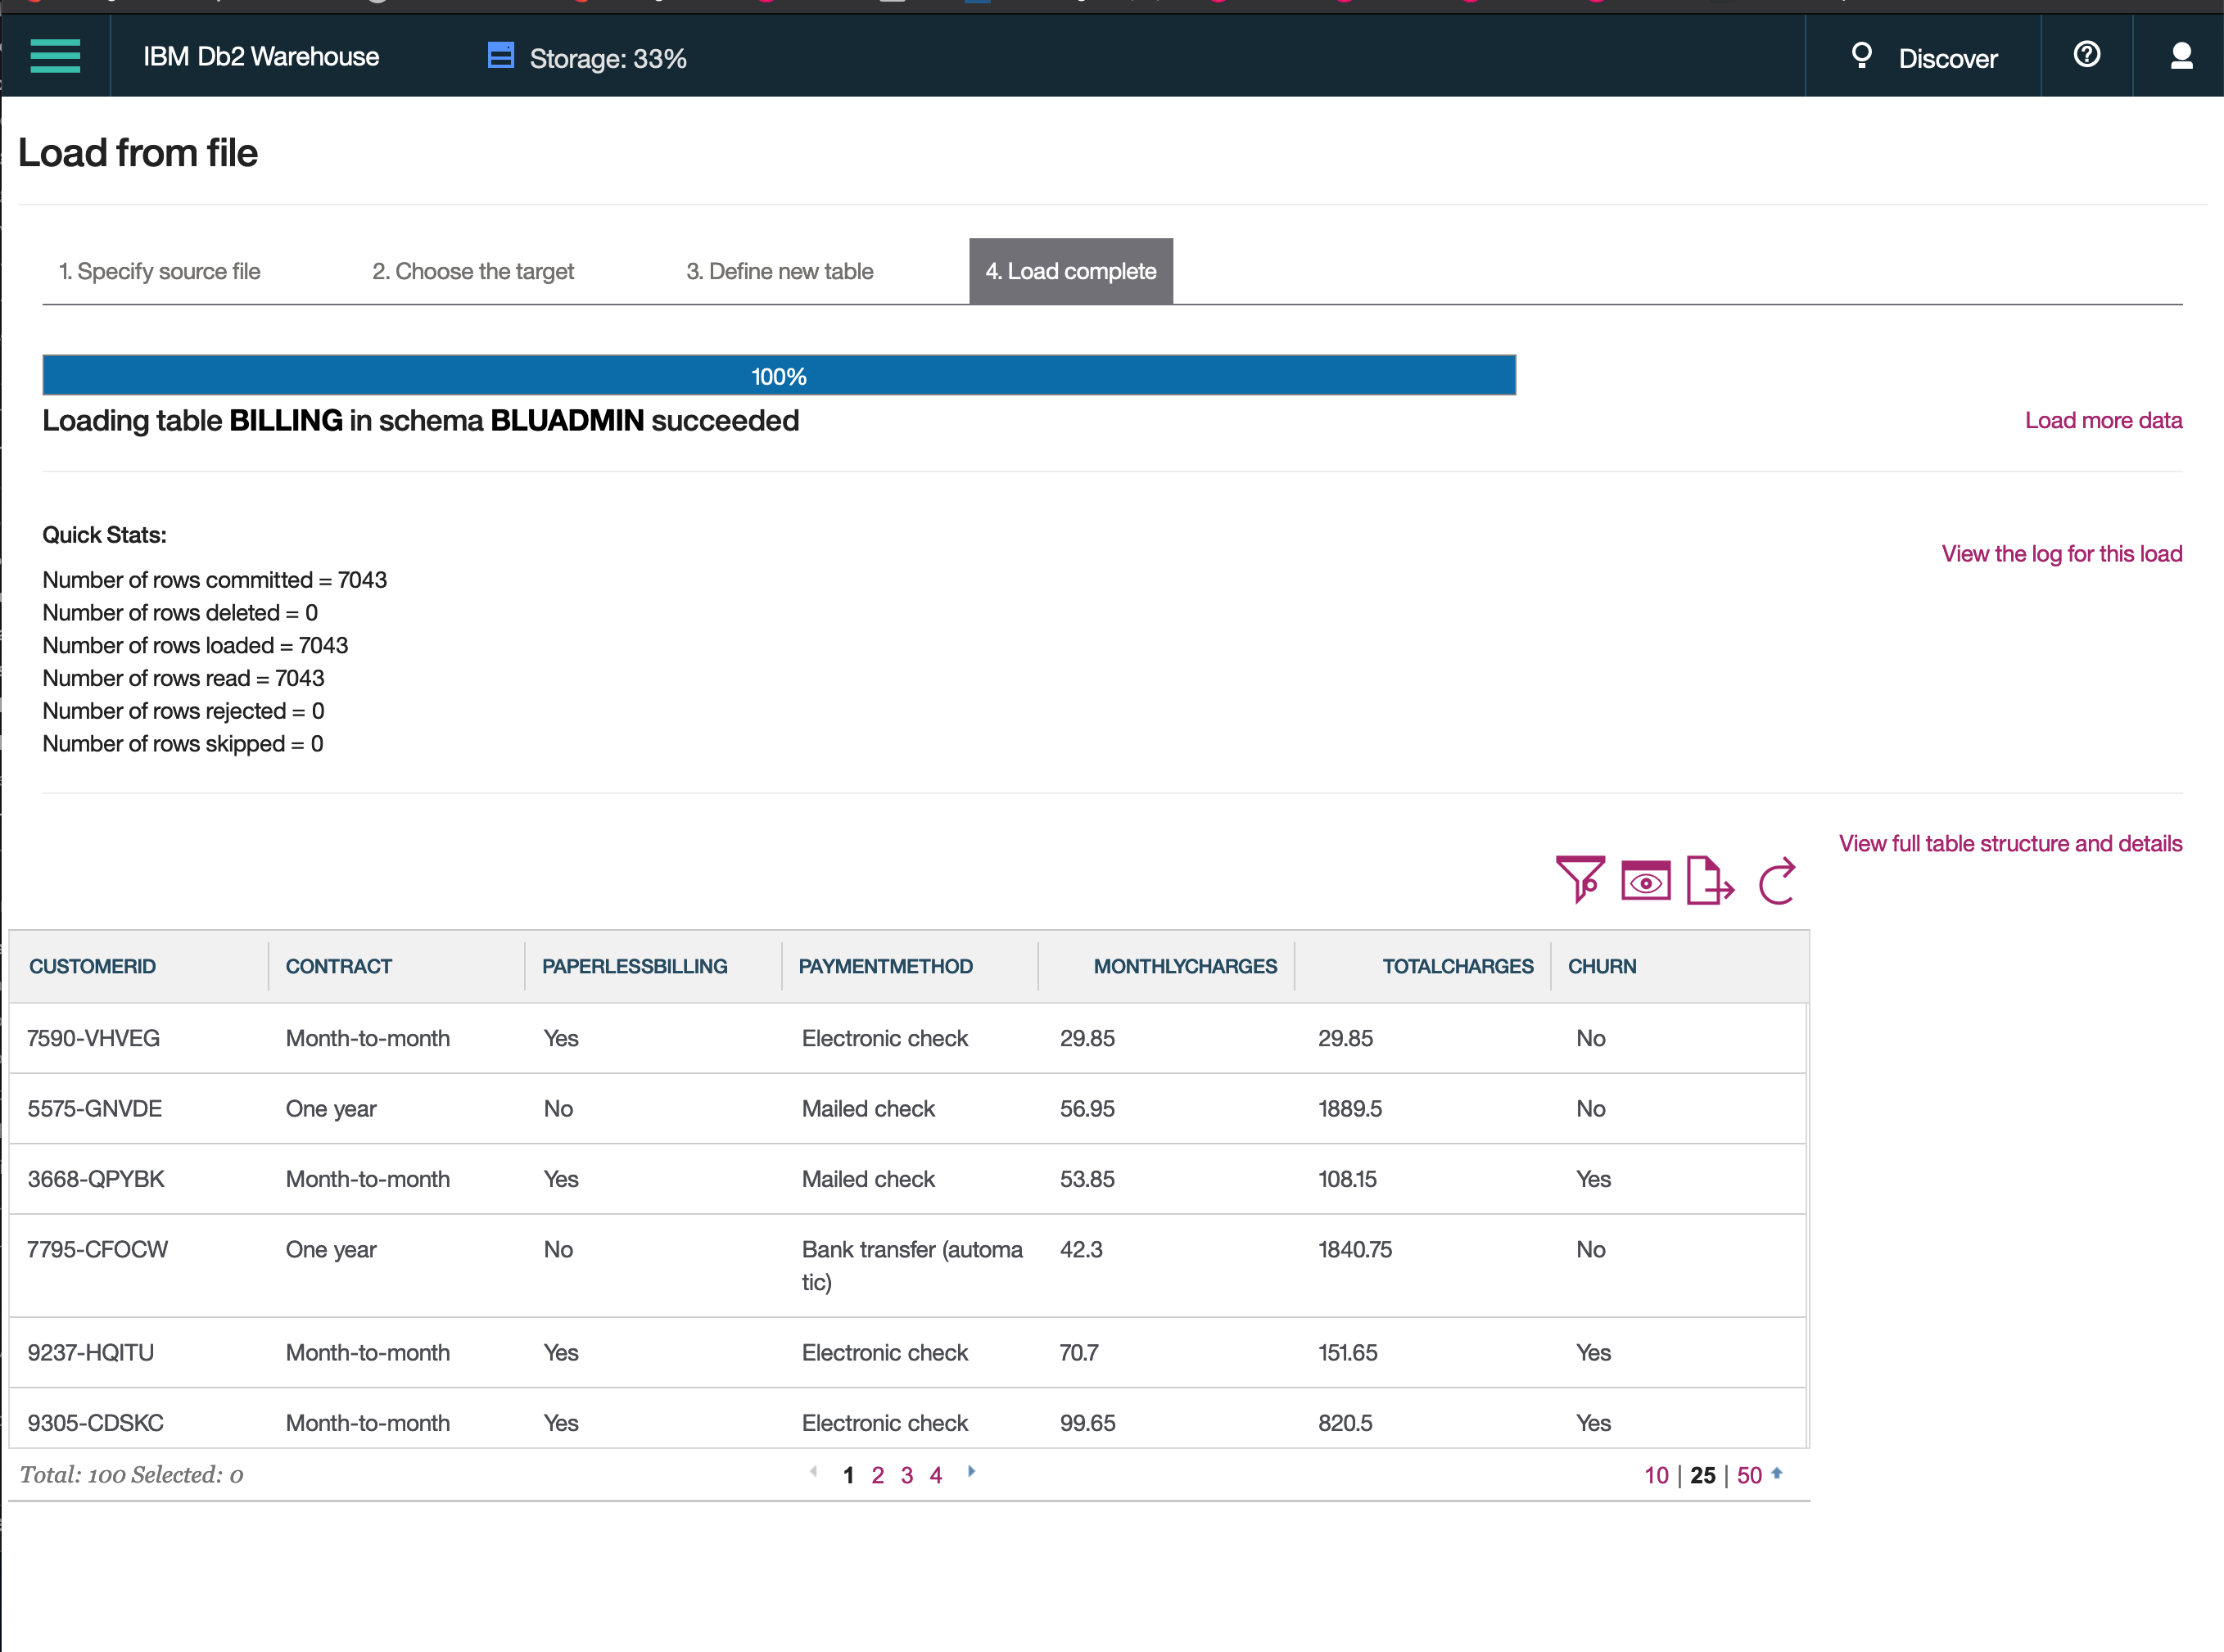 IBM Db2 Warehouse
Storage: 33%
Discover
Load from file
1. Specify source file
2. Choose the target
3. Define new table
4. Load complete
100%
Loading table BILLING in schema BLUADMIN succeeded
Load more data
Quick Stats:
View the log for this load
Number of rows committed = 7043
Number of rows deleted = 0
Number of rows loaded = 7043
Number of rows read = 7043
Number of rows rejected = 0
Number of rows skipped = 0
View full table structure and details
CUSTOMERID CONTRACT PAPERLESSBILLING PAYMENTMETHOD MONTHLYCHARGES TOTALCHARGES CHURN
7590-VHVEG Month-to-month Yes Electronic check 29.85 29.85 No
5575-GNVDE One year No Mailed check 56.95 1889.5 No
3668-QPYBK Month-to-month Yes Mailed check 53.85 108.15 Yes
7795-CFOCW One year No Bank transfer (automa 42.3 1840.75 No
tic)
9237-HQITU Month-to-month Yes Electronic check 70.7 151.65 Yes
9305-CDSKC Month-to-month Yes Electronic check 99.65 820.5 Yes
Total: 100 Selected: 0
1 2 3 4
10 | 25 | 50